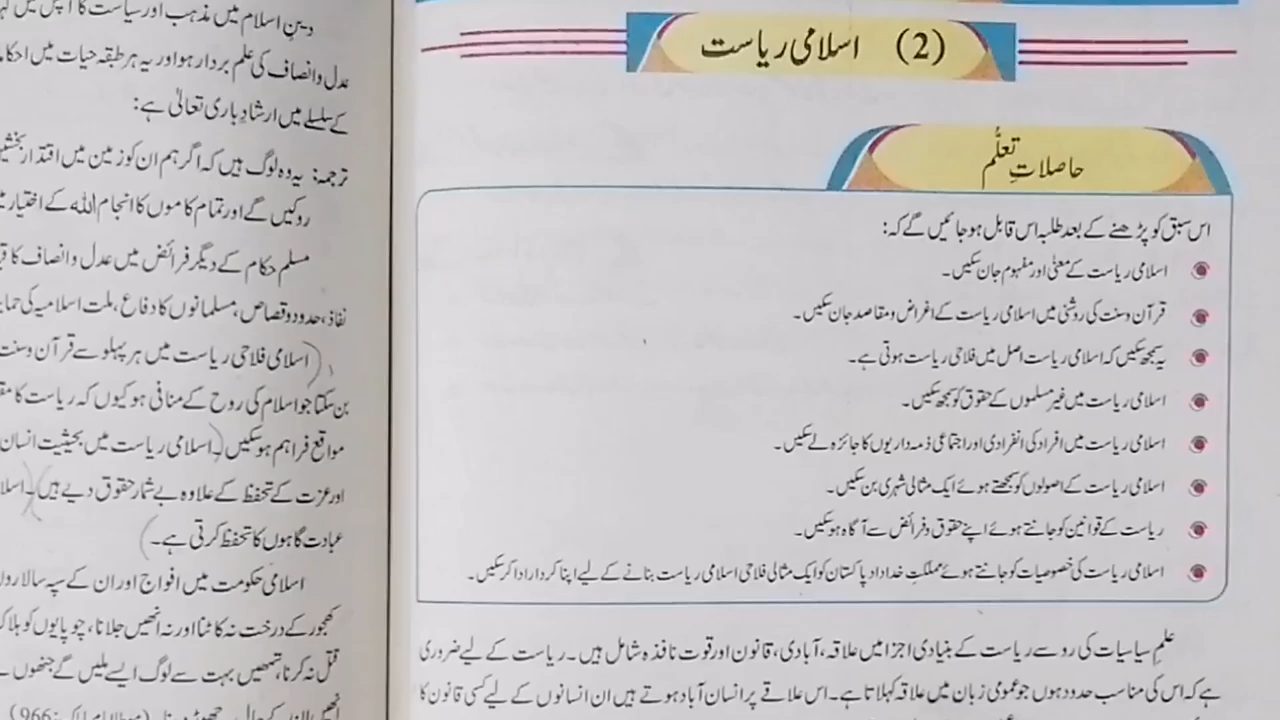 (2) اسلامی ریاست
حاصلاتِ تعلّم
اس سبق کو پڑھنے کے بعد طلبہ اس قابل ہو جائیں گے کہ:
اسلامی ریاست کے معنیٰ اور مفہوم جان سکیں۔
قرآن و سنت کی روشنی میں اسلامی ریاست کے اغراض و مقاصد جان سکیں۔
یہ سمجھ سکیں کہ اسلامی ریاست اصل میں فلاحی ریاست ہوتی ہے۔
اسلامی ریاست میں غیر مسلموں کے حقوق کو سمجھ سکیں۔
اسلامی ریاست میں افراد کی انفرادی اور اجتماعی ذمہ داریوں کا جائزہ لے سکیں۔
اسلامی ریاست کے اصولوں کو سمجھتے ہوئے ایک مثالی شہری بن سکیں۔
ریاست کے قوانین کو جانتے ہوئے اپنے حقوق و فرائض سے آگاہ ہو سکیں۔
اسلامی ریاست کی خصوصیات کو جانتے ہوئے مملکتِ خداداد پاکستان کو ایک مثالی فلاحی اسلامی ریاست بنانے کے لیے اپنا کردار ادا کر سکیں۔
علمِ سیاسیات کی رو سے ریاست کے بنیادی اجزا میں علاقہ، آبادی، قانون اور قوت نافذہ شامل ہیں۔ ریاست کے لیے ضروری
ہے کہ اس کی مناسب حدود ہوں جو عمومی زبان میں علاقہ کہلاتا ہے۔ اس علاقے پر انسان آباد ہوتے ہیں ان انسانوں کے لیے کسی قانون کا
دینِ اسلام میں مذہب اور سیاست کا آپس میں
عدل و انصاف کی علم بردار ہو اور یہ ہر طبقہ حیات میں
کے سلسلے میں ارشادِ باری تعالیٰ ہے:
ترجمہ: یہ وہ لوگ ہیں کہ اگر ہم ان کو زمین میں اقتدار
روکیں گے اور تمام کاموں کا انجام اللہ کے اختیار
مسلم حکام کے دیگر فرائض میں عدل و انصاف کا
نفاذ، حدود و قصاص، مسلمانوں کا دفاع، ملت اسلامیہ کی
(اسلامی فلاحی ریاست میں ہر پہلو سے قرآن و سنت
بن سکتا جو اسلام کی روح کے منافی ہو کیوں کہ ریاست کا
مواقع فراہم ہو سکیں۔ (اسلامی ریاست میں بحیثیت انسان
اور عزت کے تحفظ کے علاوہ بے شمار حقوق دیے ہیں)۔
عبادت گاہوں کا تحفظ کرتی ہے۔)
اسلامی حکومت میں افواج اور ان کے سپہ
کھجور کے درخت نہ کاٹنا اور نہ انھیں جلانا، چوپایوں کو
قتل نہ کرنا، تمھیں بہت سے لوگ ایسے ملیں گے جنھوں
966)